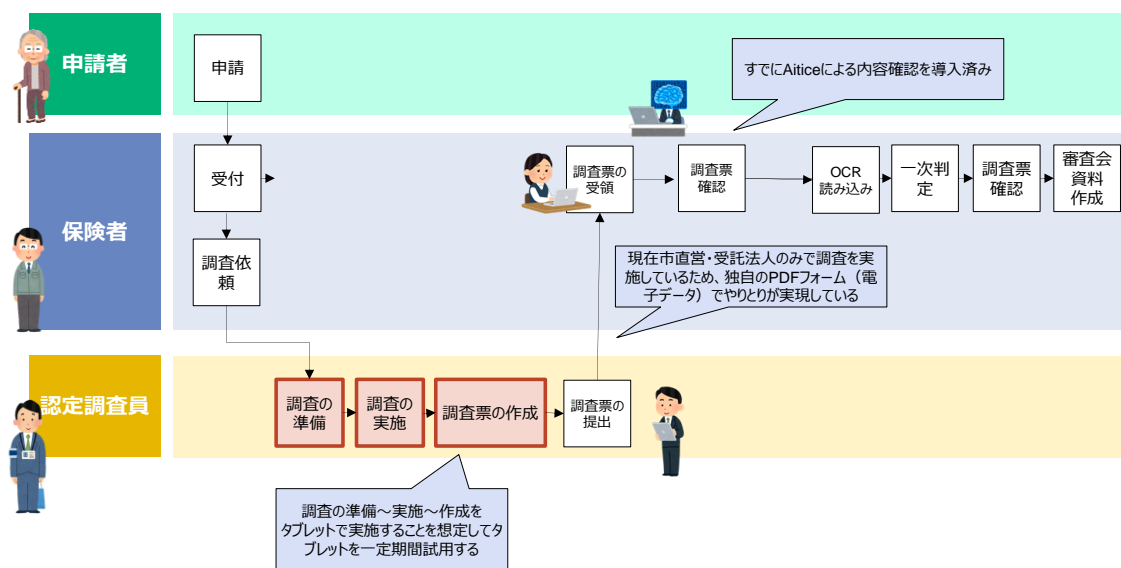 申請者
申請
すでにAiticeによる内容確認を導入済み
保険者
受付
調査依
頼
調査票の
受領
調査票
確認
OCR
読み込み
一次判
定
調査票
確認
審査会
資料
作成
現在市直営・受託法人のみで調査を実
施しているため、独自のPDFフォーム（電
子データ）でやりとりが実現している
認定調査員
調査の
準備
調査の
実施
調査票の作成
調査票の
提出
調査の準備～実施～作成を
タブレットで実施することを想定してタ
ブレットを一定期間試用する